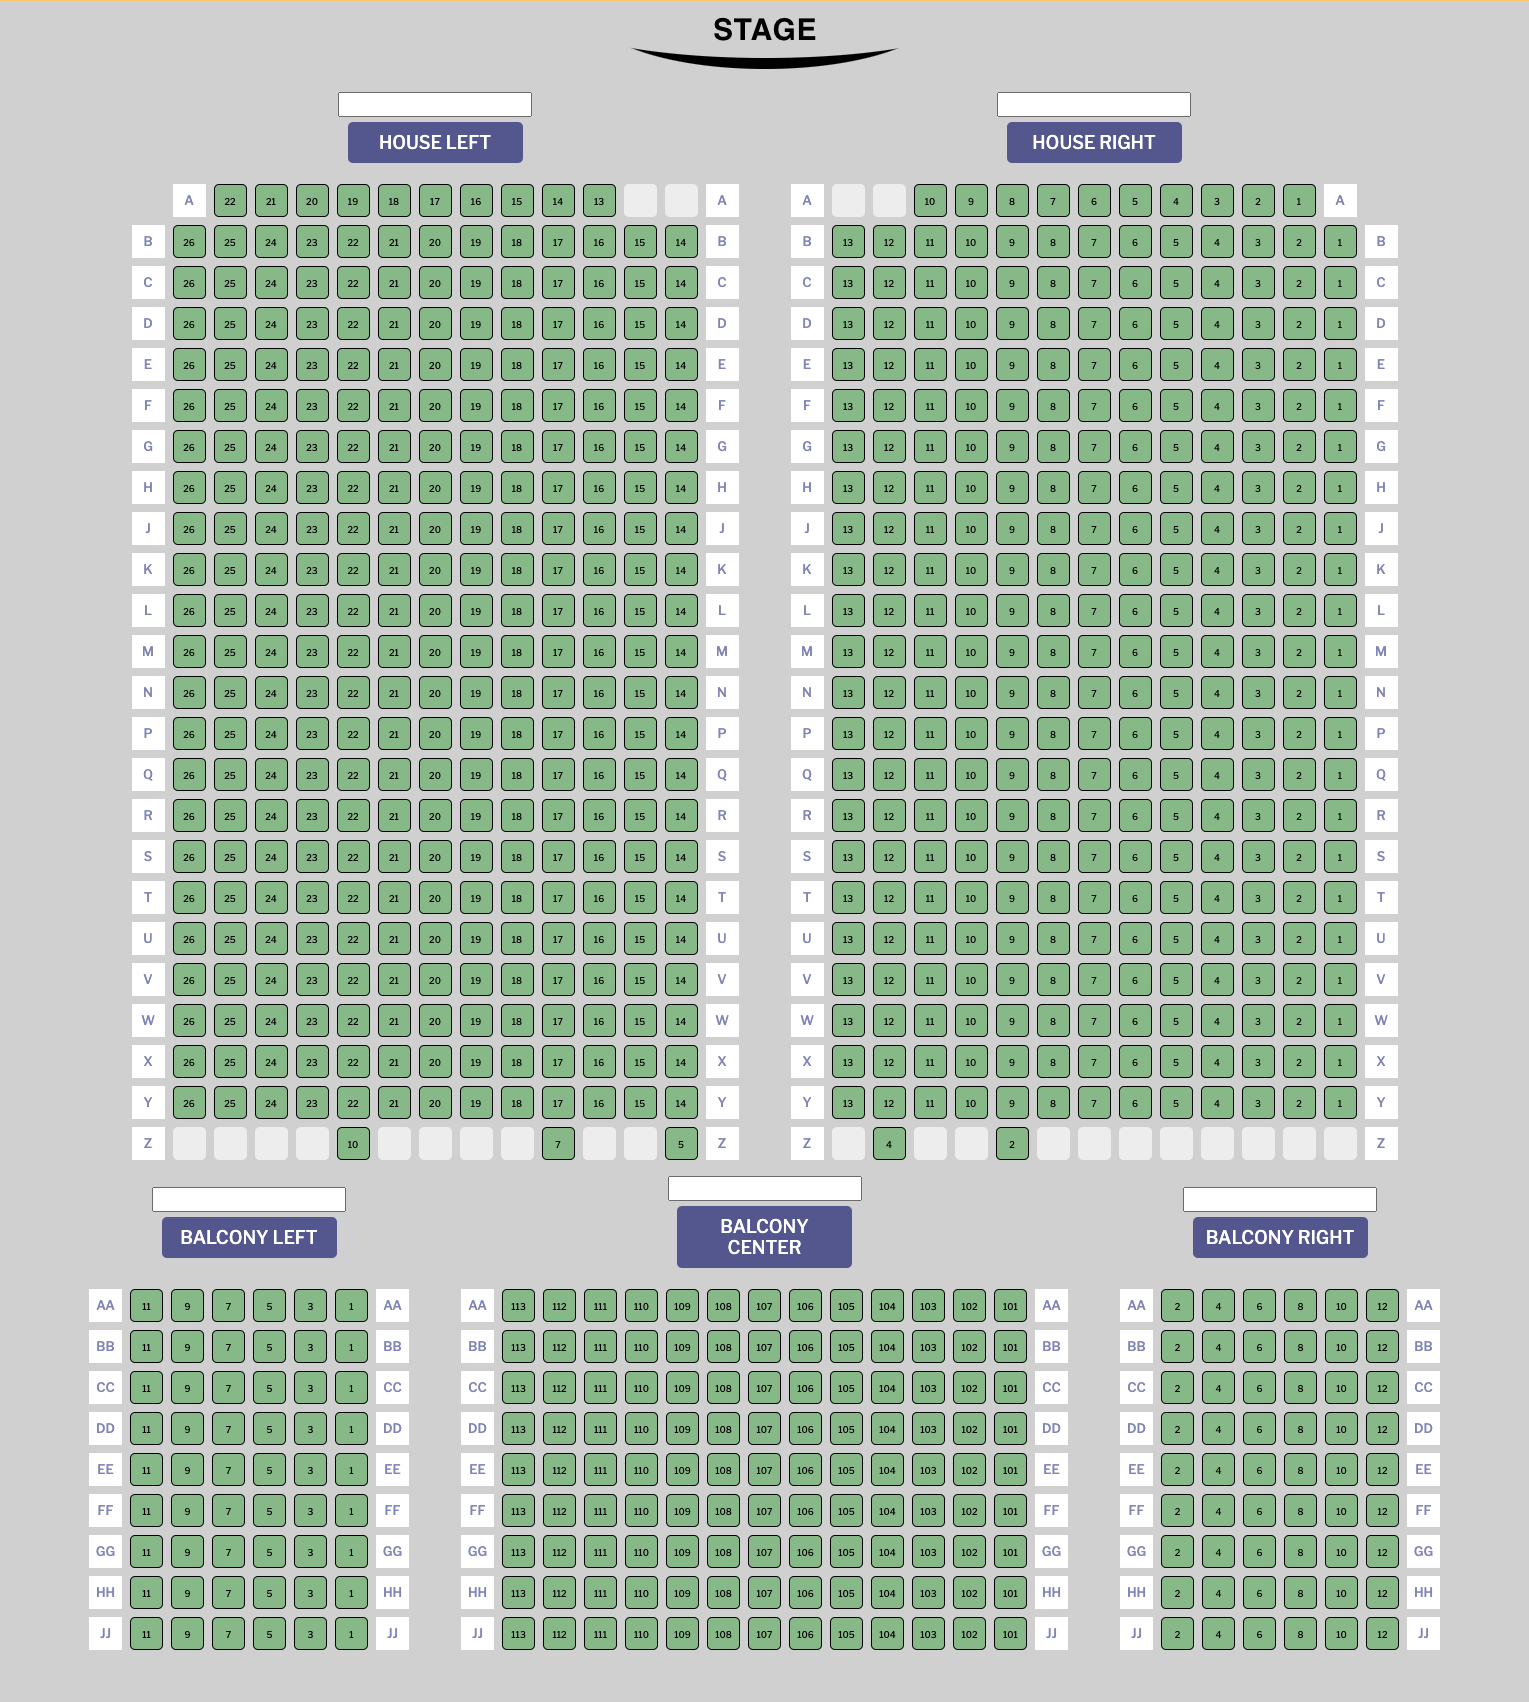 STAGE
HOUSE LEFT HOUSE RIGHT
A 22 21 20 19 18 17 16 15 14 13 A A 10 9 8 7 6 5 4 3 2 1 A
B 26 25 24 23 22 21 20 19 18 17 16 15 14 B B 13 12 11 10 9 8 7 6 5 4 3 2 1 B
C 26 25 24 23 22 21 20 19 18 17 16 15 14 C C 13 12 11 10 9 8 7 6 5 4 3 2 1 C
D 26 25 24 23 22 21 20 19 18 17 16 15 14 D D 13 12 11 10 9 8 7 6 5 4 3 2 1 D
E 26 25 24 23 22 21 20 19 18 17 16 15 14 E E 13 12 11 10 9 8 7 6 5 4 3 2 1 E
F 26 25 24 23 22 21 20 19 18 17 16 15 14 F F 13 12 11 10 9 8 7 6 5 4 3 2 1 F
G 26 25 24 23 22 21 20 19 18 17 16 15 14 G G 13 12 11 10 9 8 7 6 5 4 3 2 1 G
H 26 25 24 23 22 21 20 19 18 17 16 15 14 H H 13 12 11 10 9 8 7 6 5 4 3 2 1 H
J 26 25 24 23 22 21 20 19 18 17 16 15 14 J J 13 12 11 10 9 8 7 6 5 4 3 2 1 J
K 26 25 24 23 22 21 20 19 18 17 16 15 14 K K 13 12 11 10 9 8 7 6 5 4 3 2 1 K
L 26 25 24 23 22 21 20 19 18 17 16 15 14 L L 13 12 11 10 9 8 7 6 5 4 3 2 1 L
M 26 25 24 23 22 21 20 19 18 17 16 15 14 M M 13 12 11 10 9 8 7 6 5 4 3 2 1 M
N 26 25 24 23 22 21 20 19 18 17 16 15 14 N N 13 12 11 10 9 8 7 6 5 4 3 2 1 N
P 26 25 24 23 22 21 20 19 18 17 16 15 14 P P 13 12 11 10 9 8 7 6 5 4 3 2 1 P
Q 26 25 24 23 22 21 20 19 18 17 16 15 14 Q Q 13 12 11 10 9 8 7 6 5 4 3 2 1 Q
R 26 25 24 23 22 21 20 19 18 17 16 15 14 R R 13 12 11 10 9 8 7 6 5 4 3 2 1 R
S 26 25 24 23 22 21 20 19 18 17 16 15 14 S S 13 12 11 10 9 8 7 6 5 4 3 2 1 S
T 26 25 24 23 22 21 20 19 18 17 16 15 14 T T 13 12 11 10 9 8 7 6 5 4 3 2 1 T
U 26 25 24 23 22 21 20 19 18 17 16 15 14 U U 13 12 11 10 9 8 7 6 5 4 3 2 1 U
V 26 25 24 23 22 21 20 19 18 17 16 15 14 V V 13 12 11 10 9 8 7 6 5 4 3 2 1 V
W 26 25 24 23 22 21 20 19 18 17 16 15 14 W W 13 12 11 10 9 8 7 6 5 4 3 2 1 W
X 26 25 24 23 22 21 20 19 18 17 16 15 14 X X 13 12 11 10 9 8 7 6 5 4 3 2 1 X
Y 26 25 24 23 22 21 20 19 18 17 16 15 14 Y Y 13 12 11 10 9 8 7 6 5 4 3 2 1 Y
Z 10 7 5 Z Z 4 2 Z
BALCONY LEFT BALCONY BALCONY RIGHT
CENTER
AA 11 9 7 5 3 1 AA AA 113 112 111 110 109 108 107 106 105 104 103 102 101 AA AA 2 4 6 8 10 12 AA
BB 11 9 7 5 3 1 BB BB 113 112 111 110 109 108 107 106 105 104 103 102 101 BB BB 2 4 6 8 10 12 BB
CC 11 9 7 5 3 1 CC CC 113 112 111 110 109 108 107 106 105 104 103 102 101 CC CC 2 4 6 8 10 12 CC
DD 11 9 7 5 3 1 DD DD 113 112 111 110 109 108 107 106 105 104 103 102 101 DD DD 2 4 6 8 10 12 DD
EE 11 9 7 5 3 1 EE EE 113 112 111 110 109 108 107 106 105 104 103 102 101 EE EE 2 4 6 8 10 12 EE
FF 11 9 7 5 3 1 FF FF 113 112 111 110 109 108 107 106 105 104 103 102 101 FF FF 2 4 6 8 10 12 FF
GG 11 9 7 5 3 1 GG GG 113 112 111 110 109 108 107 106 105 104 103 102 101 GG GG 2 4 6 8 10 12 GG
HH 11 9 7 5 3 1 HH HH 113 112 111 110 109 108 107 106 105 104 103 102 101 HH HH 2 4 6 8 10 12 HH
JJ 11 9 7 5 3 1 JJ JJ 113 112 111 110 109 108 107 106 105 104 103 102 101 JJ JJ 2 4 6 8 10 12 JJ